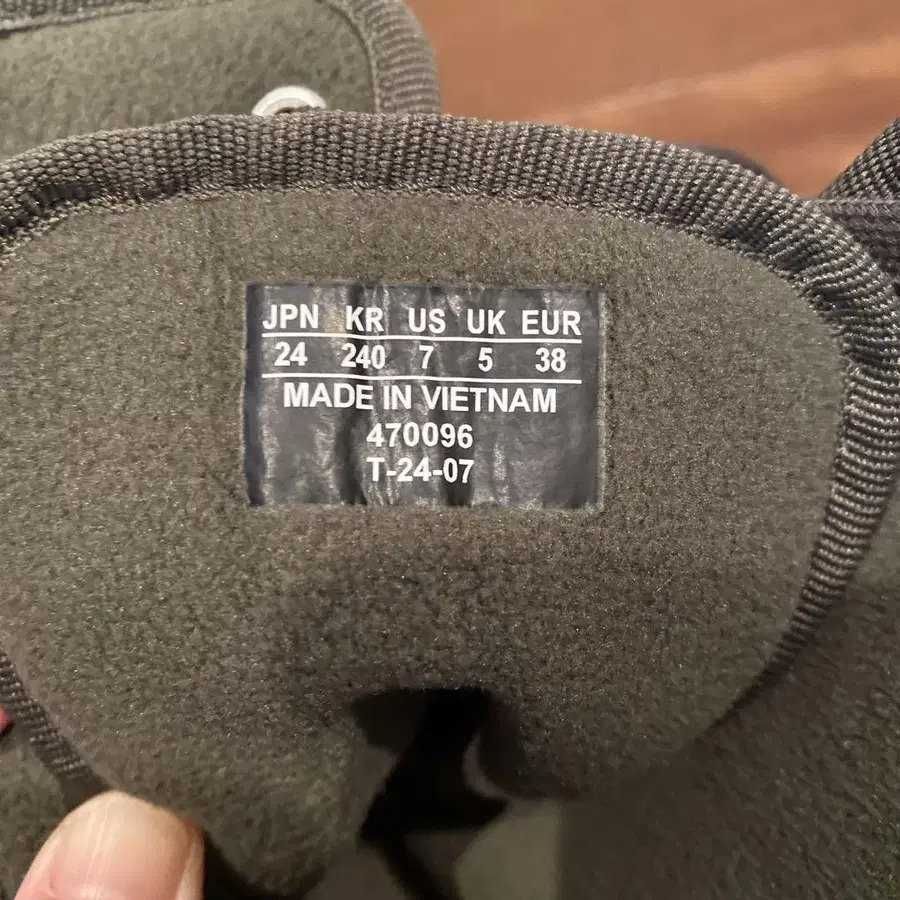 JPN KR US UK EUR
24 240 7 5 38
MADE IN VIETNAM
470096
T-24-07